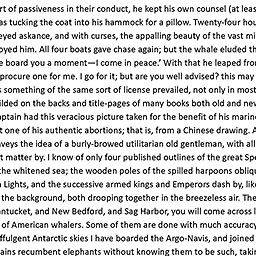 rt of passiveness in their conduct, he kept his own counsel (at leas
as tucking the coat into his hammock for a pillow. Twenty-four hou
eyed askance, and with curses, the appalling beauty of the vast mi
oyed him. All four boats gave chase again; but the whale eluded th
e board you a moment—I come in peace.’ With that he leaped fron
procure one for me. I go for it; but are you well advised? this may
s something of the same sort of license prevailed, not only in most
ilded on the backs and title-pages of many books both old and new
aptain had this veracious picture taken for the benefit of his marin
t one of his authentic abortions; that is, from a Chinese drawing. A
veys the idea of a burly-browed utilitarian old gentleman, with all
t matter by. I know of only four published outlines of the great Spe
the whitened sea; the wooden poles of the spilled harpoons obliqu
n Lights, and the successive armed kings and Emperors dash by, like
the background, both drooping together in the breezeless air. The
antucket, and New Bedford, and Sag Harbor, you will come across l
of American whalers. Some of them are done with much accuracy
ffulgent Antarctic skies I have boarded the Argo-Navis, and joined
ains recumbent elephants without knowing them to be such, taking